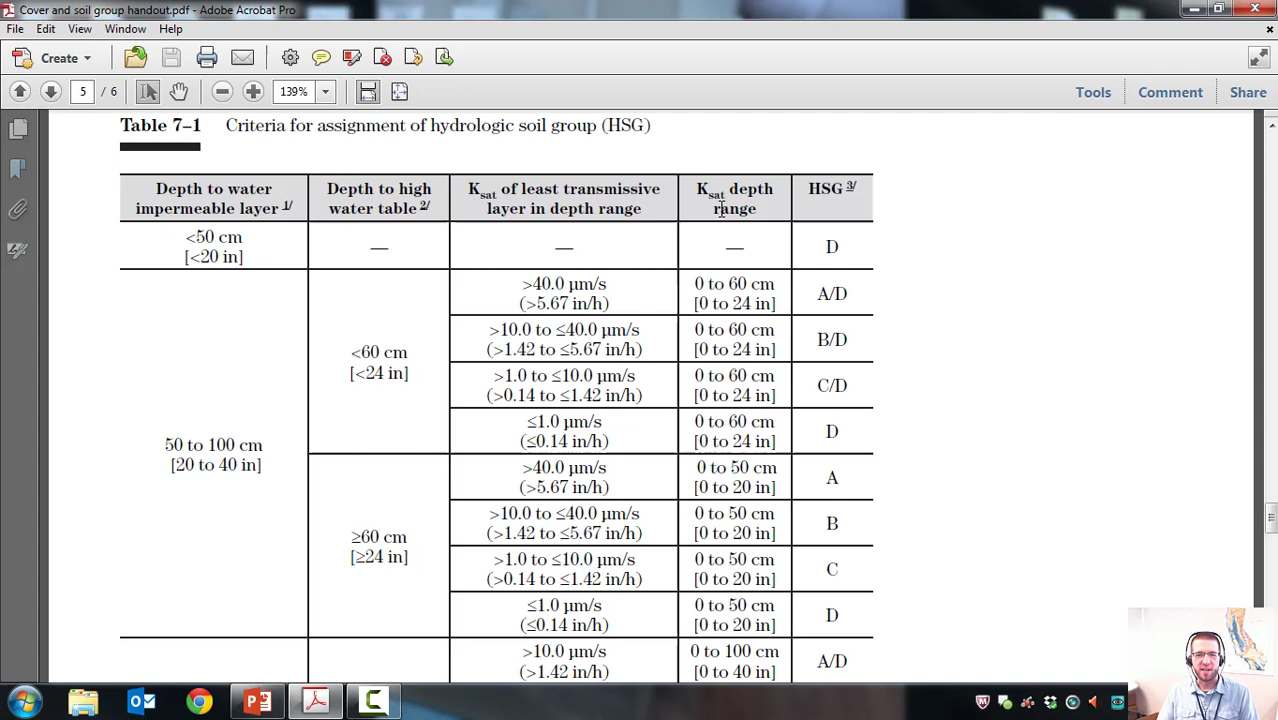 Cover and soil group handout.pdf - Adobe Acrobat Pro
File Edit View Window Help
Create
5 / 6 139% Tools Comment Share
Table 7–1 Criteria for assignment of hydrologic soil group (HSG)
Depth to water impermeable layer 1/
Depth to high water table 2/
Ksat of least transmissive layer in depth range
Ksat depth range
HSG 3/
<50 cm
[<20 in]
— — — D
50 to 100 cm
[20 to 40 in]
<60 cm
[<24 in]
>40.0 µm/s 0 to 60 cm
(>5.67 in/h) [0 to 24 in]
A/D
>10.0 to ≤40.0 µm/s 0 to 60 cm
(>1.42 to ≤5.67 in/h) [0 to 24 in]
B/D
>1.0 to ≤10.0 µm/s 0 to 60 cm
(>0.14 to ≤1.42 in/h) [0 to 24 in]
C/D
≤1.0 µm/s 0 to 60 cm
(≤0.14 in/h) [0 to 24 in]
D
≥60 cm
[≥24 in]
>40.0 µm/s 0 to 50 cm
(>5.67 in/h) [0 to 20 in]
A
>10.0 to ≤40.0 µm/s 0 to 50 cm
(>1.42 to ≤5.67 in/h) [0 to 20 in]
B
>1.0 to ≤10.0 µm/s 0 to 50 cm
(>0.14 to ≤1.42 in/h) [0 to 20 in]
C
≤1.0 µm/s 0 to 50 cm
(≤0.14 in/h) [0 to 20 in]
D
>10.0 µm/s 0 to 100 cm
(>1.42 in/h) [0 to 40 in]
A/D